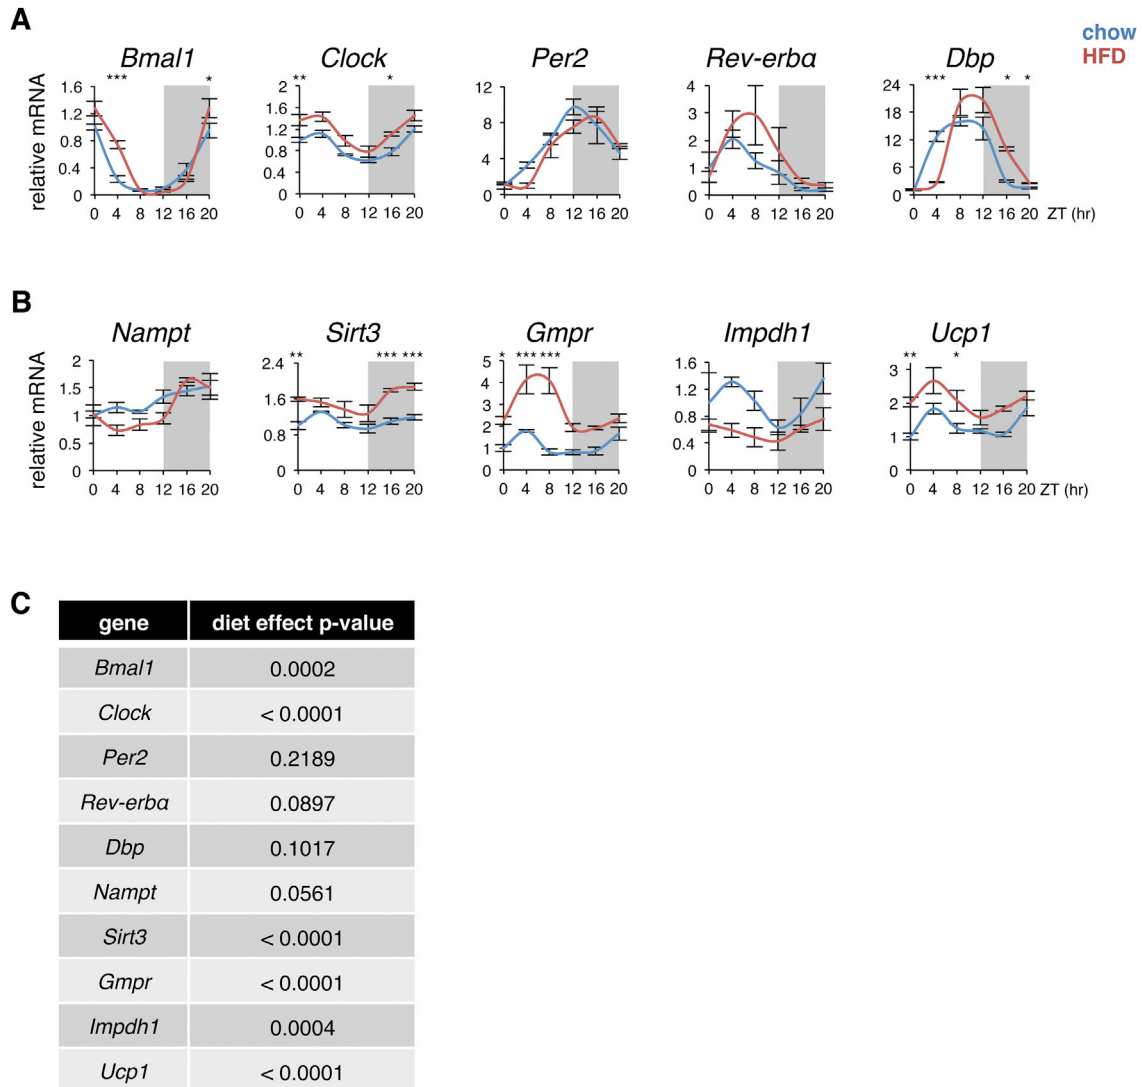 A
chow
HFD
Bmal1 Clock Per2 Rev-erbα Dbp
*** * ** * *** * *
relative mRNA
1.6 1.2 0.8 0.4 0
2 1.6 1.2 0.8 0.4 0
12 8 4 0
4 3 2 1 0
24 18 12 6 0
0 4 8 12 16 20 0 4 8 12 16 20 0 4 8 12 16 20 0 4 8 12 16 20 0 4 8 12 16 20 ZT (hr)
B
Nampt Sirt3 Gmpr Impdh1 Ucp1
** *** *** * *** *** ** *
relative mRNA
2 1.5 1 0.5 0
2.4 1.6 0.8 0
5 4 3 2 1 0
1.6 1.2 0.8 0.4 0
3 2 1 0
0 4 8 12 16 20 0 4 8 12 16 20 0 4 8 12 16 20 0 4 8 12 16 20 0 4 8 12 16 20 ZT (hr)
C
gene diet effect p-value
Bmal1 0.0002
Clock < 0.0001
Per2 0.2189
Rev-erbα 0.0897
Dbp 0.1017
Nampt 0.0561
Sirt3 < 0.0001
Gmpr < 0.0001
Impdh1 0.0004
Ucp1 < 0.0001